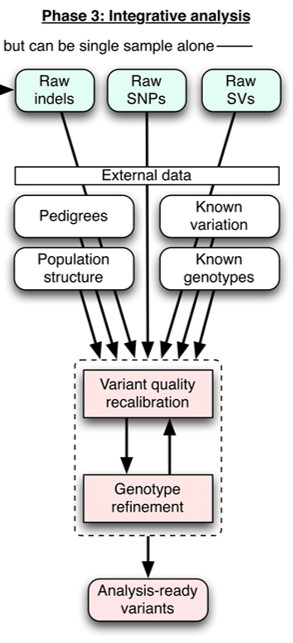 Phase 3: Integrative analysis
but can be single sample alone
Raw
indels
Raw
SNPs
Raw
SVs
External data
Pedigrees
Known
variation
Population
structure
Known
genotypes
Variant quality
recalibration
Genotype
refinement
Analysis-ready
variants